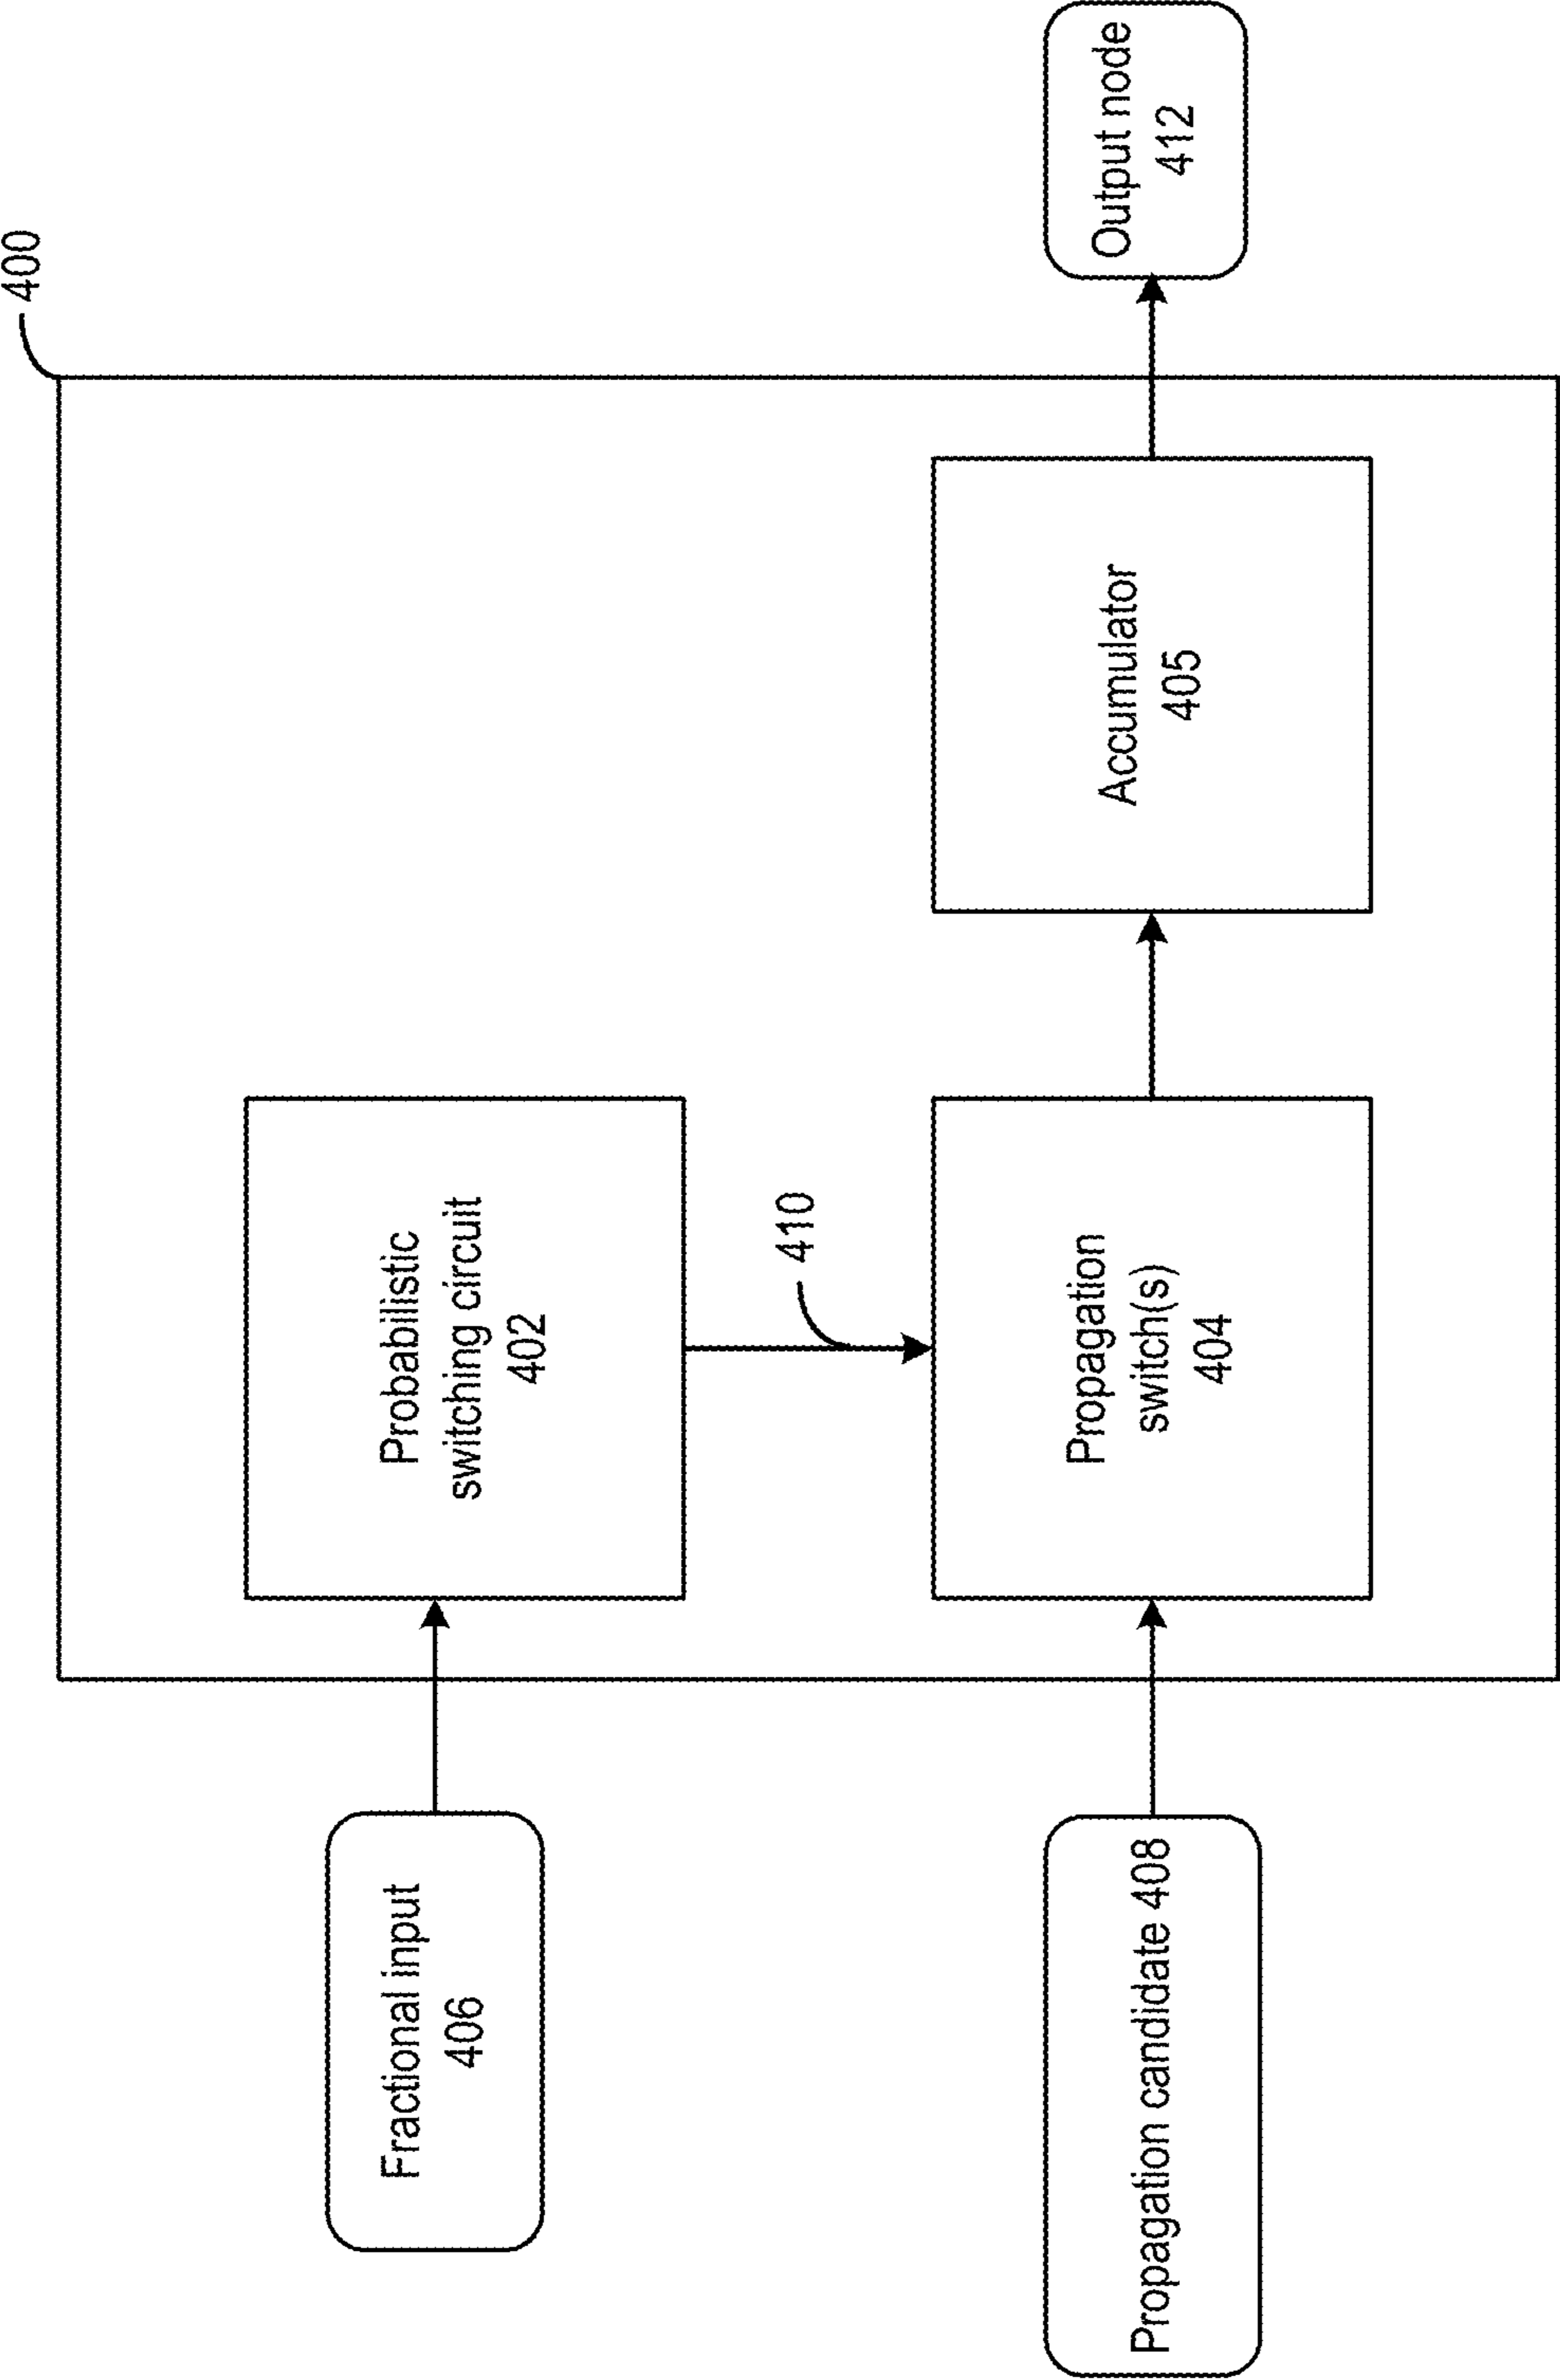 400
Fractional input
406
Probabilistic
switching circuit
402
410
Propagation candidate 408
Propagation
switch(s)
404
Accumulator
405
Output node
412